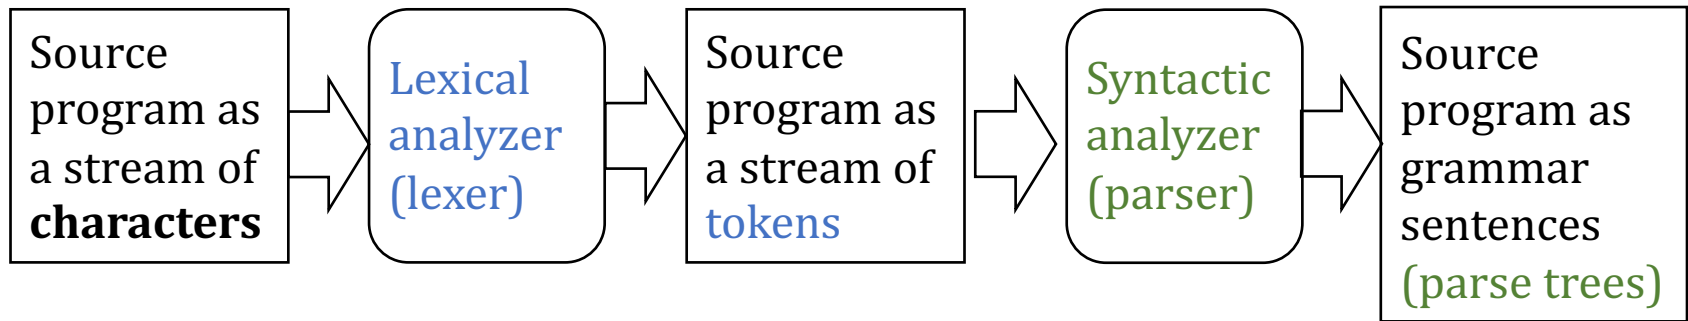 Source
program as
a stream of
characters
Lexical
analyzer
(lexer)
Source
program as
a stream of
tokens
Syntactic
analyzer
(parser)
Source
program as
grammar
sentences
(parse trees)